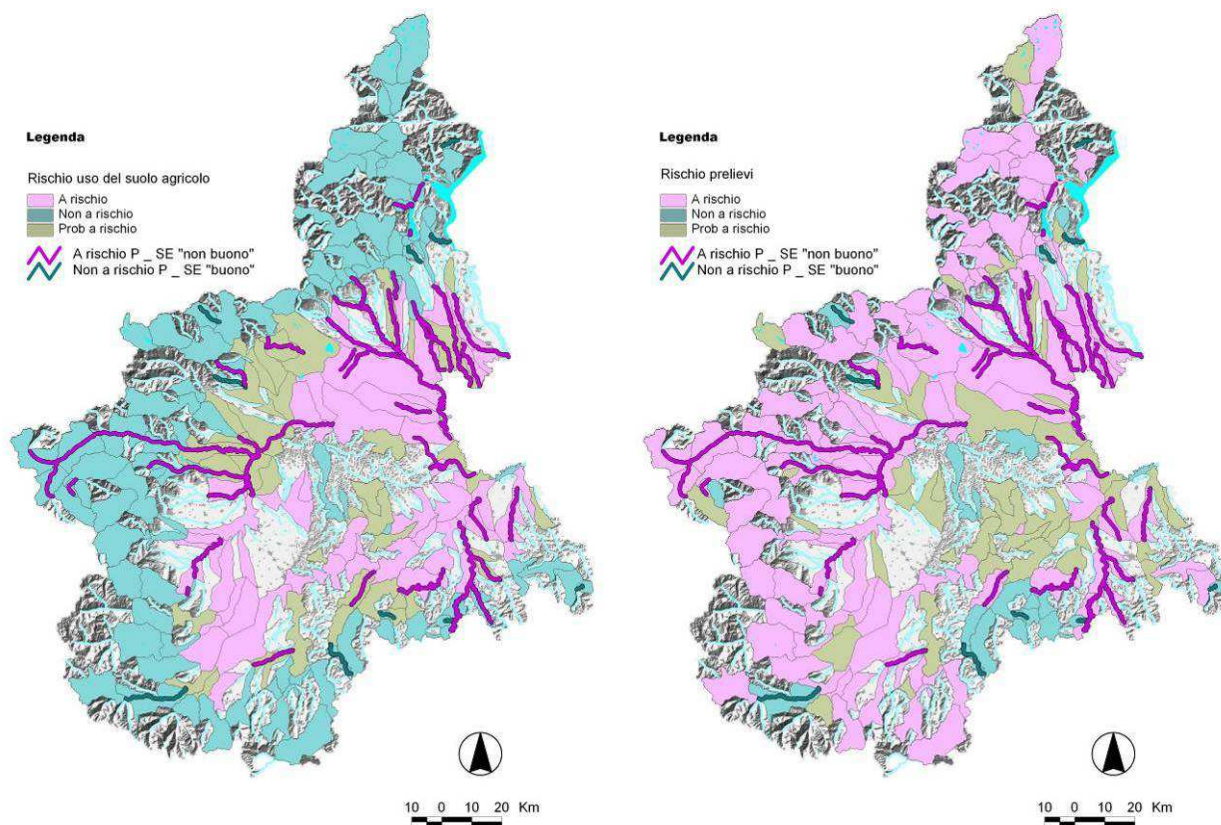 Legenda
Rischio uso del suolo agricolo
A rischio
Non a rischio
Prob a rischio
A rischio P _ SE "non buono"
Non a rischio P _ SE "buono"
10 0 10 20 Km
Legenda
Rischio prelievi
A rischio
Non a rischio
Prob a rischio
A rischio P _ SE "non buono"
Non a rischio P _ SE "buono"
10 0 10 20 Km